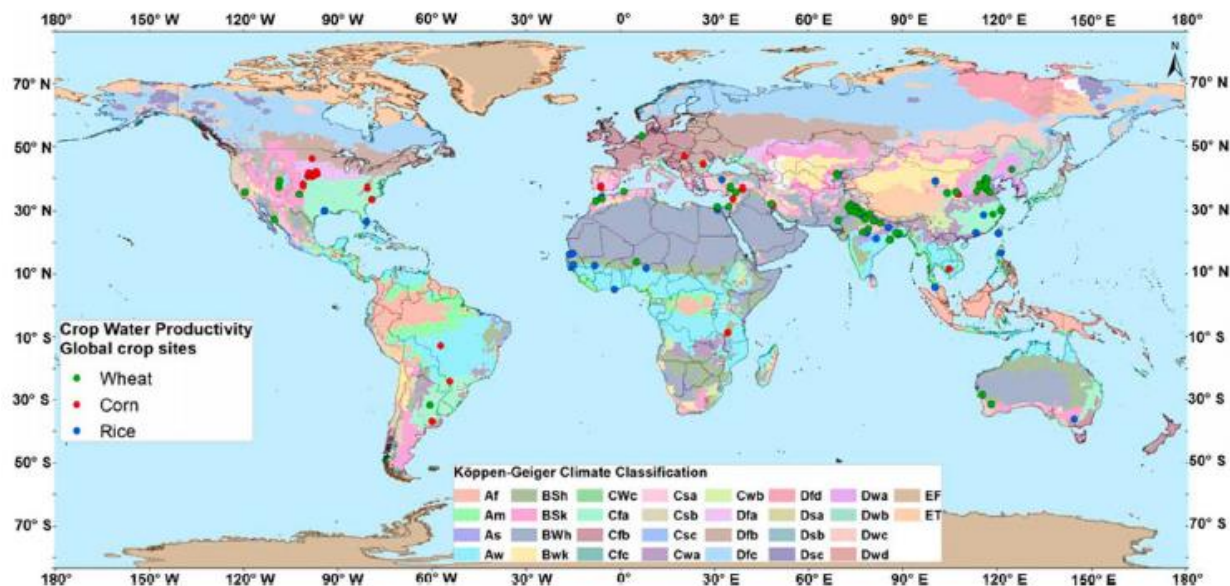 180° 150° W 120° W 90° W 60° W 30° W 0° 30° E 60° E 90° E 120° E 150° E 180°
N
70° N 70° N
50° N 50° N
30° N 30° N
10° N 10° N
10° S 10° S
Crop Water Productivity
Global crop sites
Wheat
Corn
Rice
30° S 30° S
50° S 50° S
Köppen-Geiger Climate Classification
Af BSh CWc Csa Cwb Dfd Dwa EF
Am BSk Cfa Csb Dfa Dsa Dwb ET
As BWh Cfb Csc Dfb Dsb Dwc
Aw Bwk Cfc Cwa Dfc Dsc Dwd
70° S 70° S
180° 150° W 120° W 90° W 60° W 30° W 0° 30° E 60° E 90° E 120° E 150° E 180°